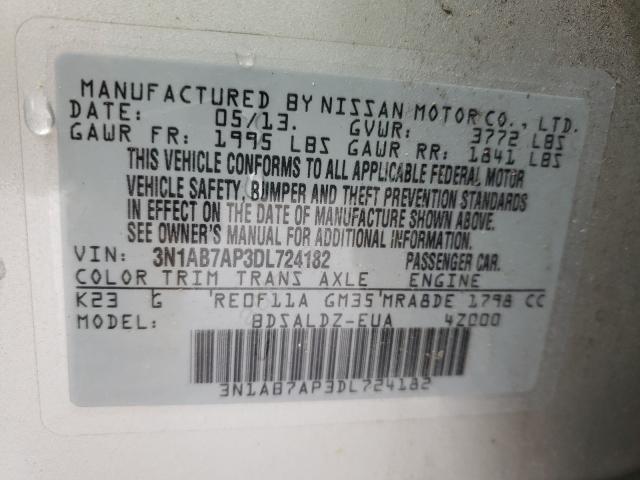 MANUFACTURED BY NISSAN MOTOR CO., LTD.
DATE: 05/13. GVWR: 3772 LBS
GAWR FR: 1995 LBS GAWR RR: 1841 LBS
THIS VEHICLE CONFORMS TO ALL APPLICABLE FEDERAL MOTOR
VEHICLE SAFETY, BUMPER AND THEFT PREVENTION STANDARDS
IN EFFECT ON THE DATE OF MANUFACTURE SHOWN ABOVE.
SEE OWNER'S MANUAL FOR ADDITIONAL INFORMATION.
VIN: 3N1AB7AP3DL724182 PASSENGER CAR.
COLOR TRIM TRANS AXLE ENGINE
K23 G 'RE0F11A GM35'MRA8DE 1798 CC
MODEL: BDSALDZ-EUA 4Z000
3N1AB7AP3DL724182